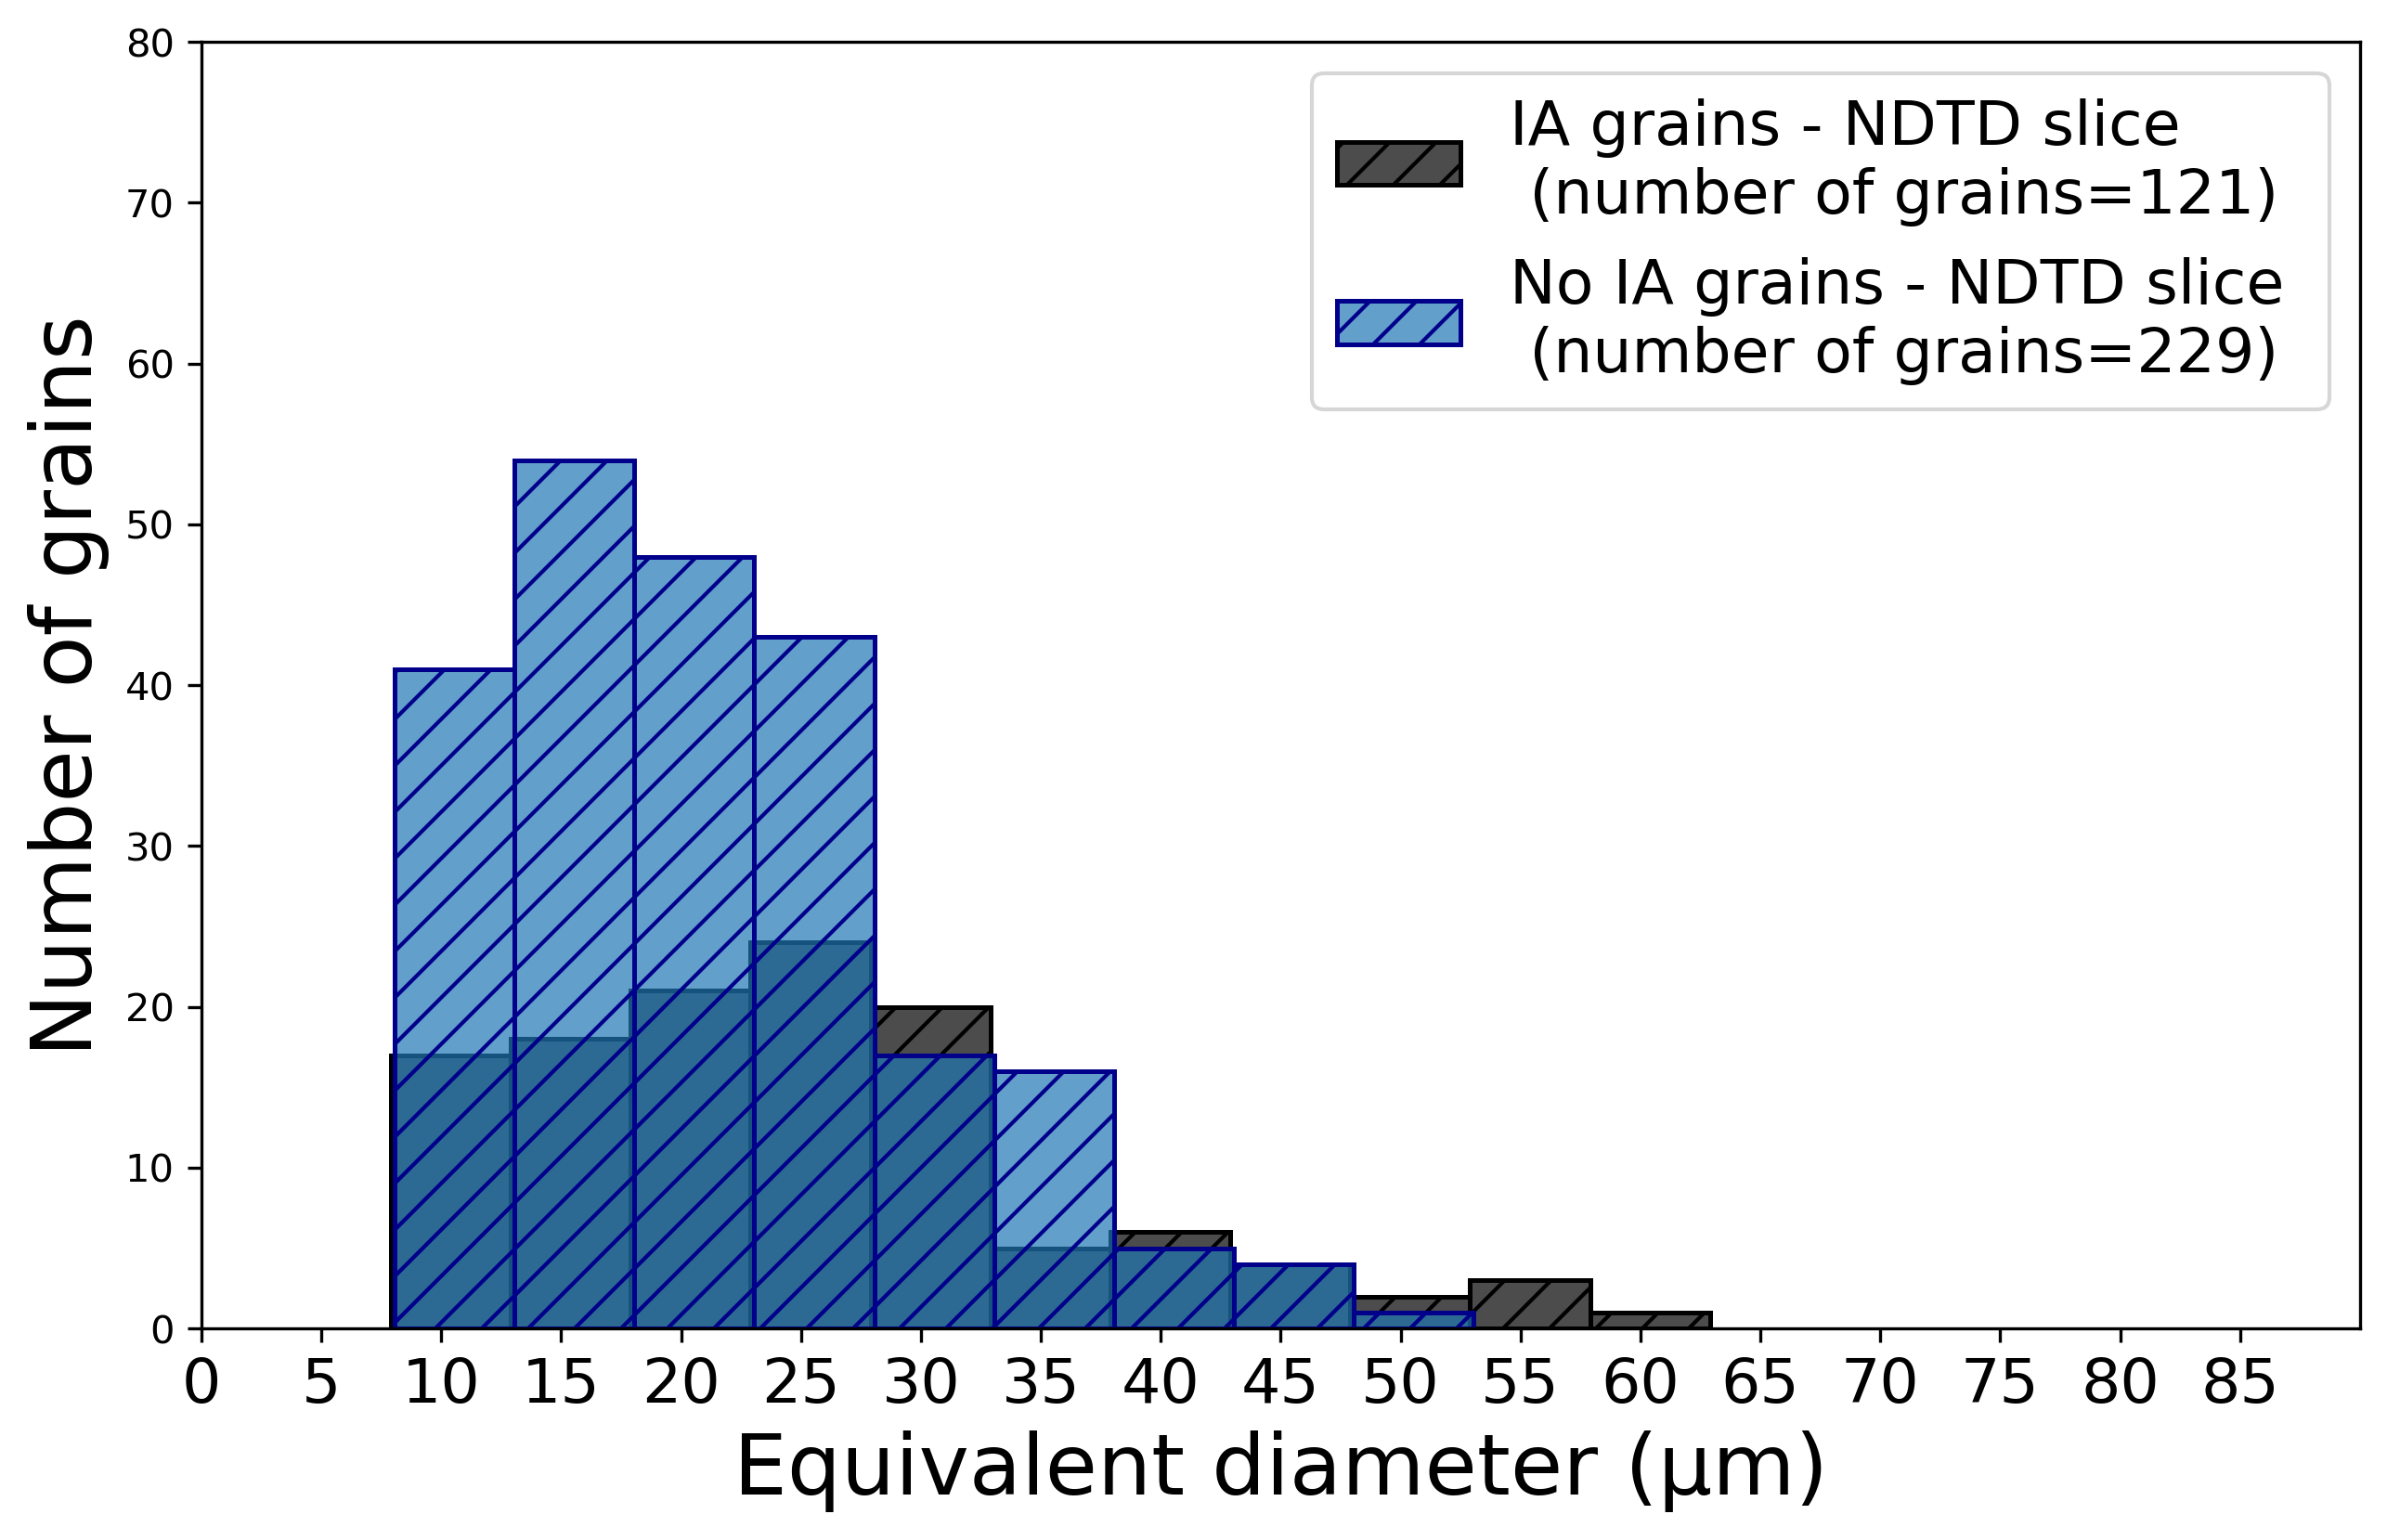 80
70
60
50
40
30
20
10
0
Number of grains
IA grains - NDTD slice
(number of grains=121)
No IA grains - NDTD slice
(number of grains=229)
0 5 10 15 20 25 30 35 40 45 50 55 60 65 70 75 80 85
Equivalent diameter (µm)